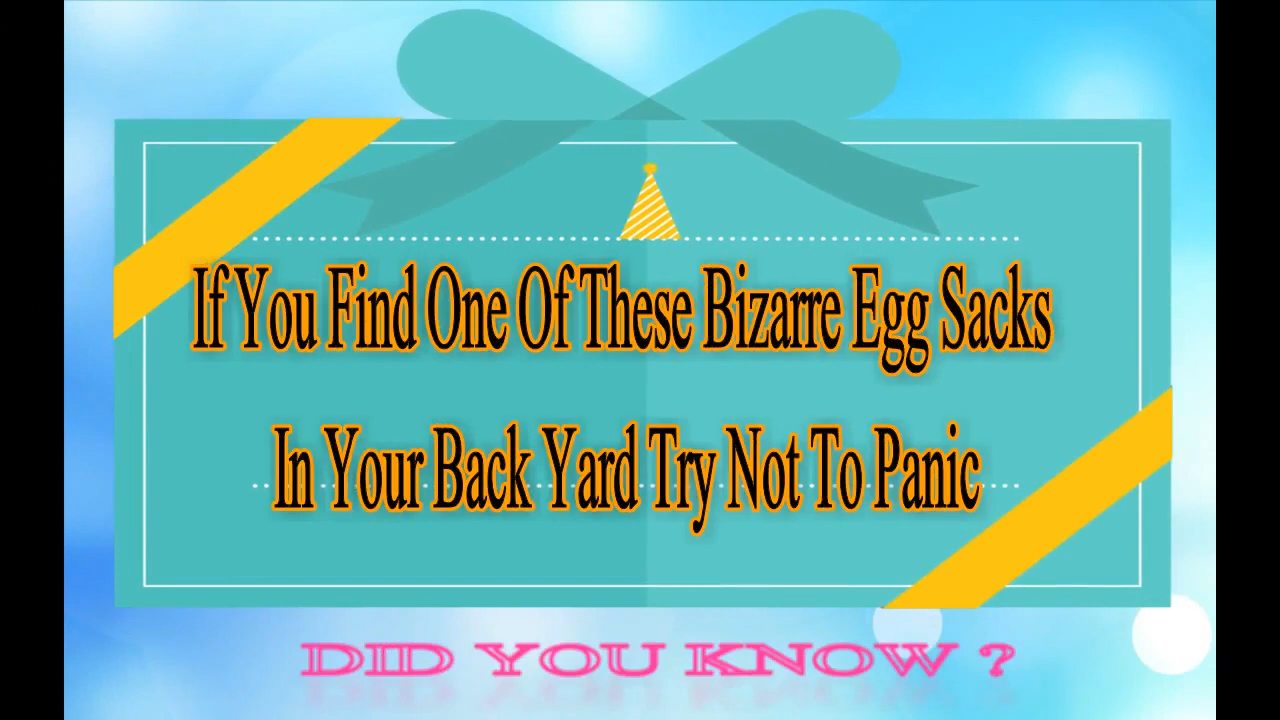 If You Find One Of These Bizarre Egg Sacks
In Your Back Yard Try Not To Panic
DID YOU KNOW ?